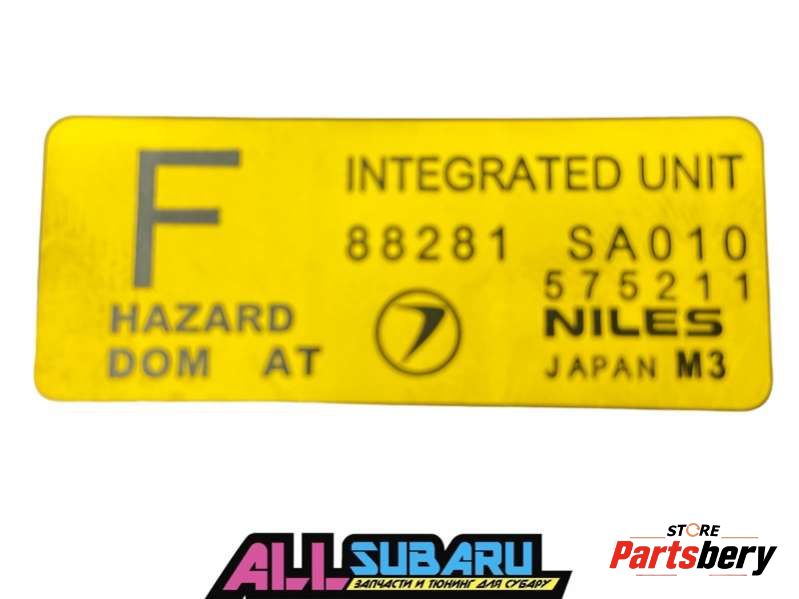 F INTEGRATED UNIT
88281 SA010
575211
HAZARD NILES
DOM AT JAPAN M3
ALL SUBARU
ЗАПЧАСТИ И ТЮНИНГ ДЛЯ СУБАРУ
STORE
Partsbery